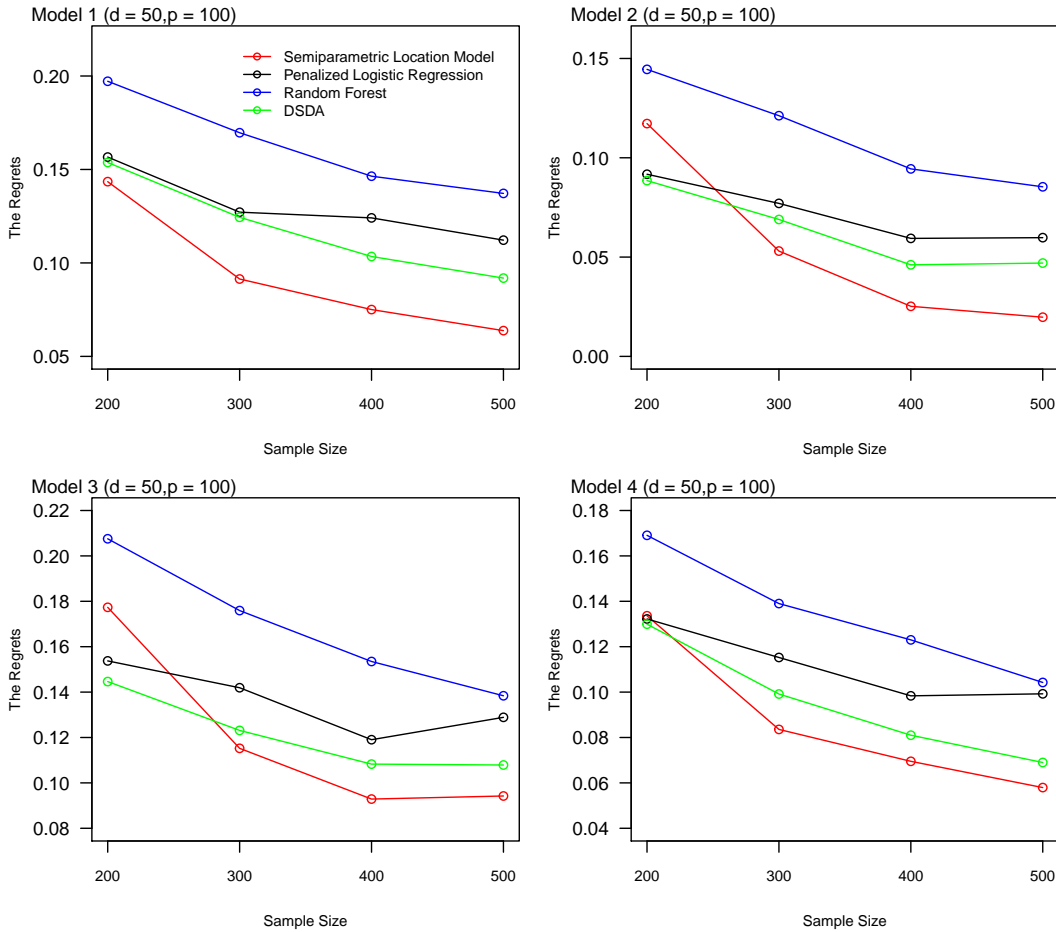 Model 1 (d = 50,p = 100)
The Regrets
0.20
0.15
0.10
0.05
Semiparametric Location Model
Penalized Logistic Regression
Random Forest
DSDA
200 300 400 500
Sample Size
Model 2 (d = 50,p = 100)
The Regrets
0.15
0.10
0.05
0.00
200 300 400 500
Sample Size
Model 3 (d = 50,p = 100)
The Regrets
0.22
0.20
0.18
0.16
0.14
0.12
0.10
0.08
200 300 400 500
Sample Size
Model 4 (d = 50,p = 100)
The Regrets
0.18
0.16
0.14
0.12
0.10
0.08
0.06
0.04
200 300 400 500
Sample Size